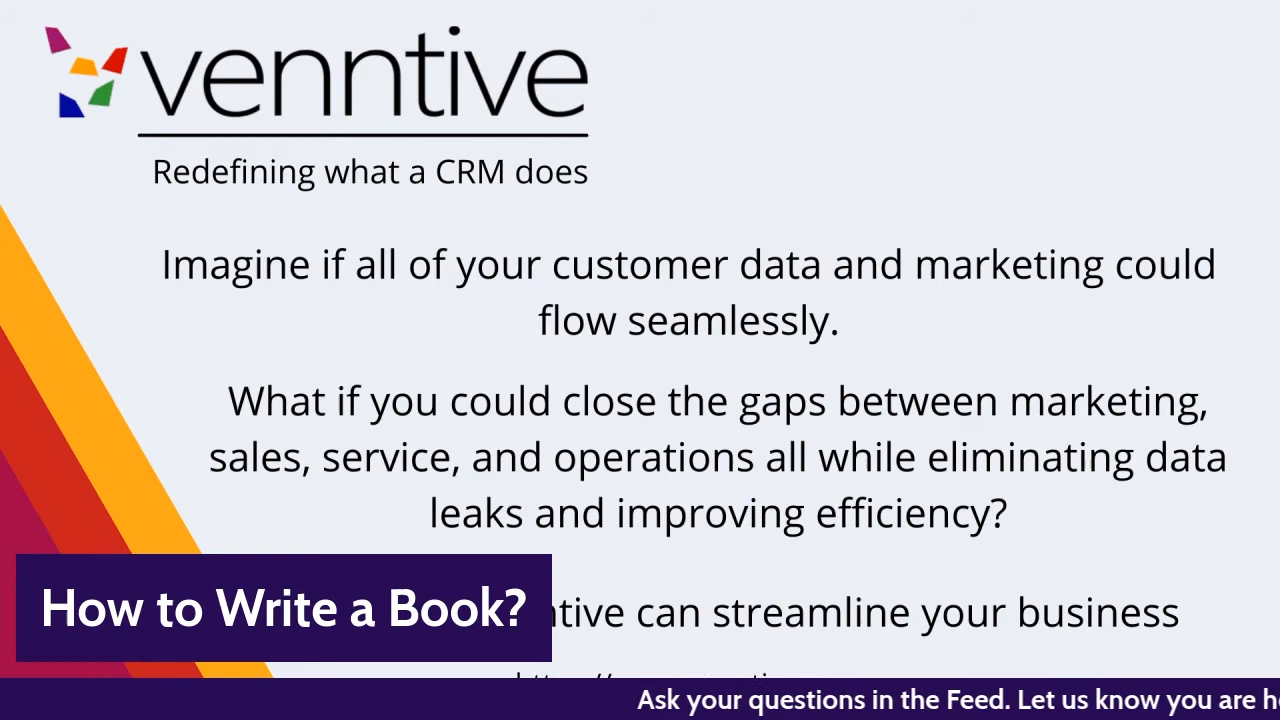 venntive
Redefining what a CRM does
Imagine if all of your customer data and marketing could
flow seamlessly.
What if you could close the gaps between marketing,
sales, service, and operations all while eliminating data
leaks and improving efficiency?
How to Write a Book?
can streamline your business
Ask your questions in the Feed. Let us know you are